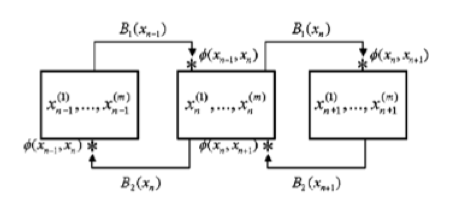 B₁(xₙ₋₁) B₁(xₙ)
ϕ(xₙ₋₁,xₙ) ϕ(xₙ,xₙ₊₁)
* *
xₙ₋₁⁽¹⁾,...,xₙ₋₁⁽ᵐ⁾ xₙ⁽¹⁾,...,xₙ⁽ᵐ⁾ xₙ₊₁⁽¹⁾,...,xₙ₊₁⁽ᵐ⁾
ϕ(xₙ₋₁,xₙ) * ϕ(xₙ,xₙ₊₁) *
B₂(xₙ) B₂(xₙ₊₁)